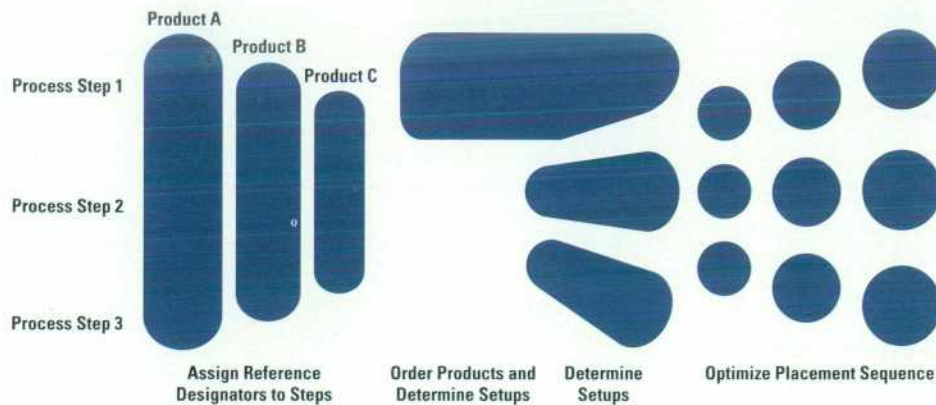 Product A
Product B
Product C
Process Step 1
Process Step 2
Process Step 3
Assign Reference
Designators to Steps
Order Products and
Determine Setups
Determine
Setups
Optimize Placement Sequence